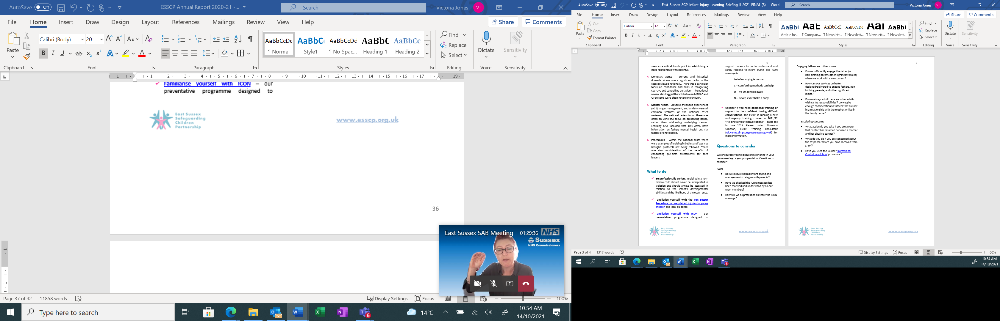 AutoSave Off
ESSCP Annual Report 2020-21 -...
Search
Victoria Jones VJ
File Home Insert Draw Design Layout References Mailings Review View Help
Share Comments
Paste
Clipboard
Calibri (Body) 20
Font
Paragraph
AaBbCcDc AaBbC AaBbCcDc AaBbC AaBbCc
¶ Normal Style1 ¶ No Spac... Heading 1 Heading 2
Styles
Find
Replace
Select
Editing
Dictate
Voice
Sensitivity
Sensitivity
✓ Familiarise yourself with ICON – our
preventative programme designed to
East Sussex
Safeguarding
Children
Partnership
www.esscp.org.uk
36
East Sussex SAB Meeting 01:29:36 NHS
Sussex
NHS Commissioners
Page 37 of 42 11858 words
Display Settings Focus 100%
Type here to search
6
14°C
10:54 AM
14/10/2021
AutoSave Off
East-Sussex-SCP-Infant-Injury-Learning-Briefing-II-2021-FINAL (8) - Word
Search
Victoria Jones VJ
File Home Insert Draw Design Layout References Mailings Review View Help
Share Comments
Paste
Cut
Copy
Format Painter
Clipboard
Calibri 12
Font
Paragraph
Article he... ¶ Compan... ¶ Newslett... ¶ Newslett... ¶ Newslett... ¶ Newslett...
Styles
Find
Replace
Select
Editing
Dictate
Voice
Sensitivity
Sensitivity
3
seen as a critical touch point in establishing a
good relationship with parent/s.
4. Domestic abuse – current and historical
domestic abuse was a significant factor in the
cases reviewed nationally. There was a particular
focus on confidence and skills in recognising
coercive and controlling behaviour. The national
review also flagged the link between MARAC and
CP systems were often not strong enough.
5. Mental health – Adverse childhood experiences
(ACE), anger management, and anxiety were all
common features of the national cases
reviewed. The national review found there was
often an unhelpful focus on presenting issues,
rather than addressing underlying causes.
Learning also included that GPs often have
information on fathers mental health but risk
factors are not shared.
6. Procedures – within the national cases there
were examples of bruising in babies and 'was not
brought' protocols not being followed. There
was also consideration of the benefits of
conducting pre-birth assessments for care
leavers.
What to do
✓ Be professionally curious. Bruising in a non-
mobile child should never be interpreted in
isolation and should always be assessed in
relation to the infant's developmental
abilities and the likelihood of the occurrence.
✓ Familiarise yourself with the Pan Sussex
Procedure on unexplained injuries to young
children and local guidance.
✓ Familiarise yourself with ICON – our
preventative programme designed to
support parents to better understand and
safely respond to infant crying. The ICON
message is:
I – Infant crying is normal
C – Comforting methods can help
O – it's OK to walk away
N – Never, ever shake a baby.
✓ Consider if you need additional training or
support to be confident having difficult
conversations. The ESSCP is running a new
multi-agency training course in 2021/22
"Holding Difficult Conversations" – dates tbc
in June 2021. Please contact Giovanna
Simpson, ESSCP Training Consultant
(Giovanna.simpson@eastsussex.gov.uk) for
more information.
Questions to consider
We encourage you to discuss this briefing in your
team meeting or group supervision. Questions to
consider:
ICON
• Do we discuss normal infant crying and
management strategies with parents?
• Have we checked the ICON message has
been received and understood by all our
team members?
• How will we as professionals share the ICON
message?
East Sussex
Safeguarding
Children
Partnership
www.esscp.org.uk
4
Engaging fathers and other males
• Do we sufficiently engage the father (or
non-birthing parent/other significant males)
when we work with a new parent?
• How can our services be better
designed/delivered to engage fathers, non-
birthing parents, and other significant
males?
• Do we always ask if there are other adults
with caring responsibilities? Do we give
enough consideration to fathers that are not
in a relationship with the mother, or live in
the family home?
Escalating concerns
• What action do you take if you are aware
that contact has resumed between a mother
and her abusive partner?
• What do you do if you are concerned about
the response/advice you have received from
SPoA?
• Have you used the Sussex 'Professional
Conflict resolution' procedure?
East Sussex
Safeguarding
Children
Partnership
www.esscp.org.uk
Page 3 of 4 1317 words
Display Settings Focus 60%
6
10:54 AM
14/10/2021